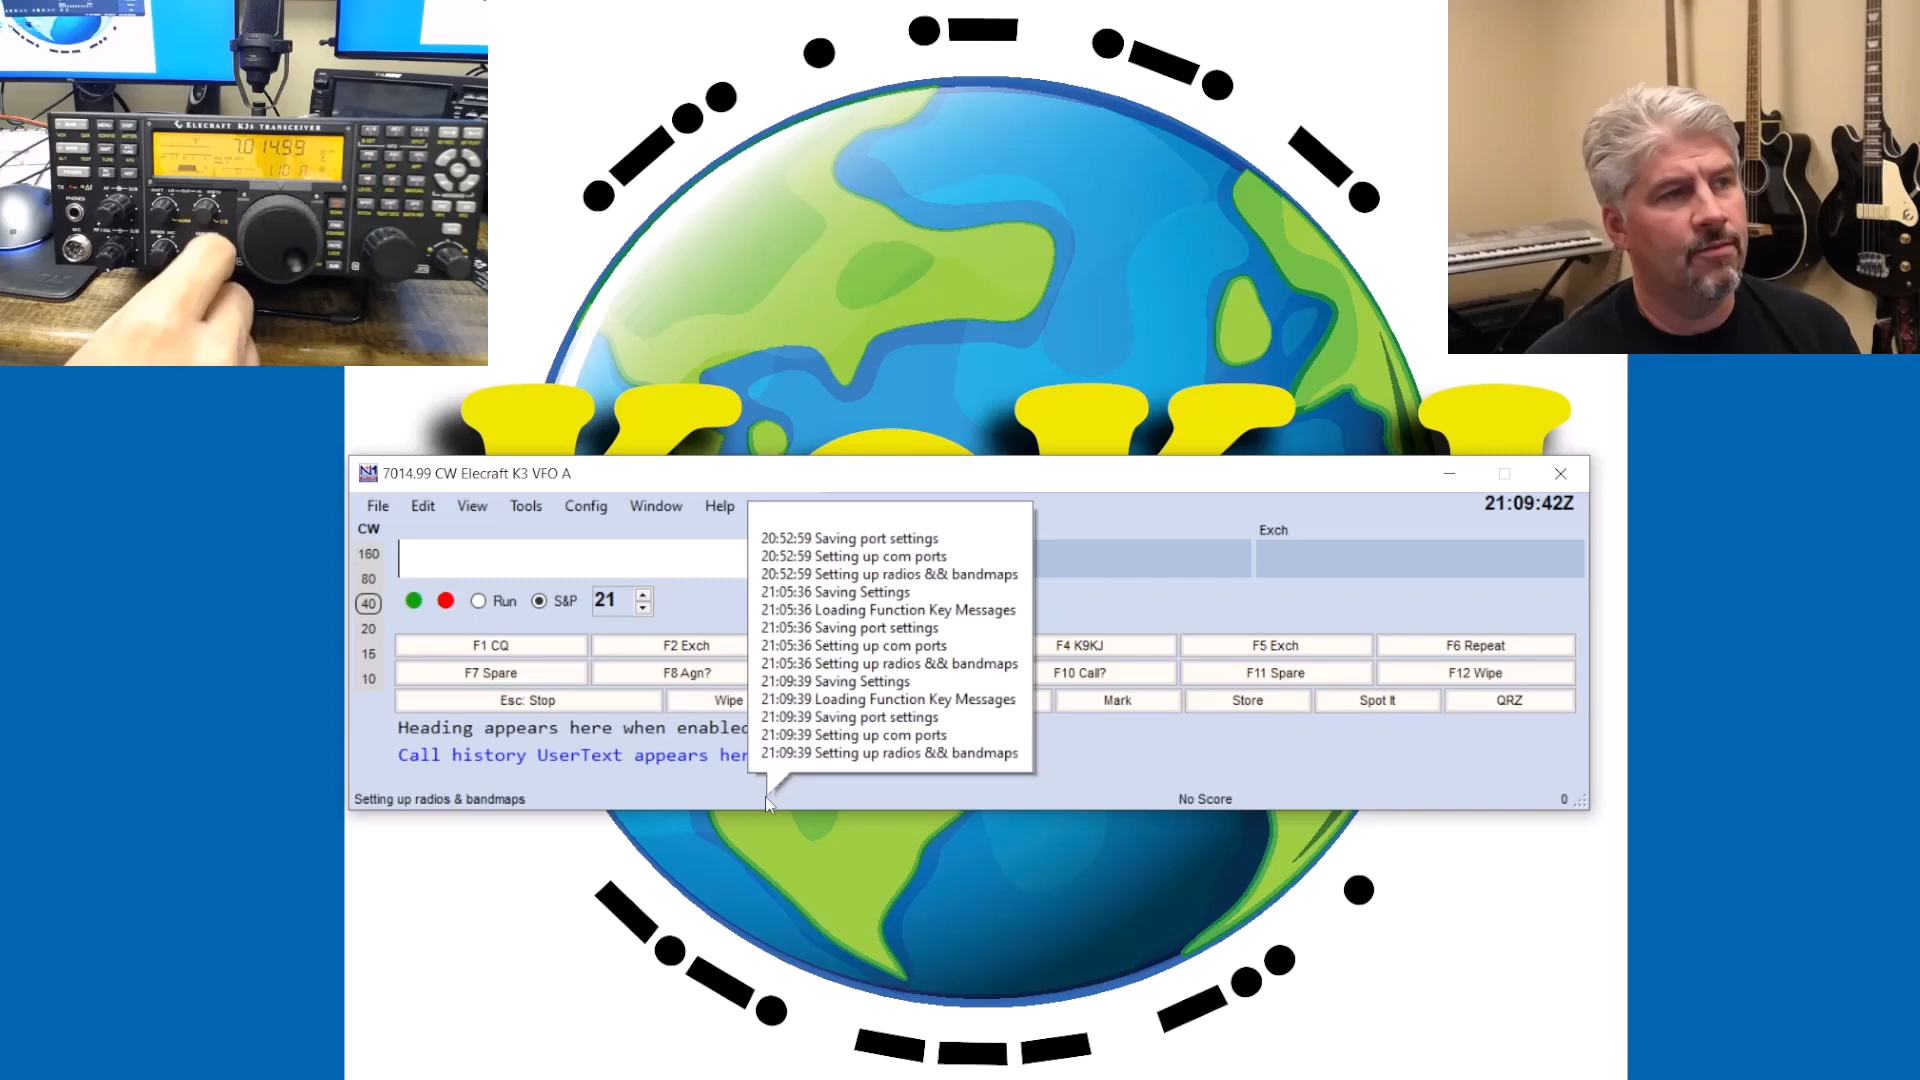 ELECRAFT K3S TRANSCEIVER
7.014.99
7014.99 CW Elecraft K3 VFO A
File Edit View Tools Config Window Help
21:09:42Z
CW
Exch
160
80
40
20
15
10
Run
S&P
21
F1 CQ
F2 Exch
F4 K9KJ
F5 Exch
F6 Repeat
F7 Spare
F8 Agn?
F10 Call?
F11 Spare
F12 Wipe
Esc: Stop
Wipe
Mark
Store
Spot It
QRZ
Heading appears here when enabled
Call history UserText appears her
20:52:59 Saving port settings
20:52:59 Setting up com ports
20:52:59 Setting up radios && bandmaps
21:05:36 Saving Settings
21:05:36 Loading Function Key Messages
21:05:36 Saving port settings
21:05:36 Setting up com ports
21:05:36 Setting up radios && bandmaps
21:09:39 Saving Settings
21:09:39 Loading Function Key Messages
21:09:39 Saving port settings
21:09:39 Setting up com ports
21:09:39 Setting up radios && bandmaps
Setting up radios & bandmaps
No Score
0